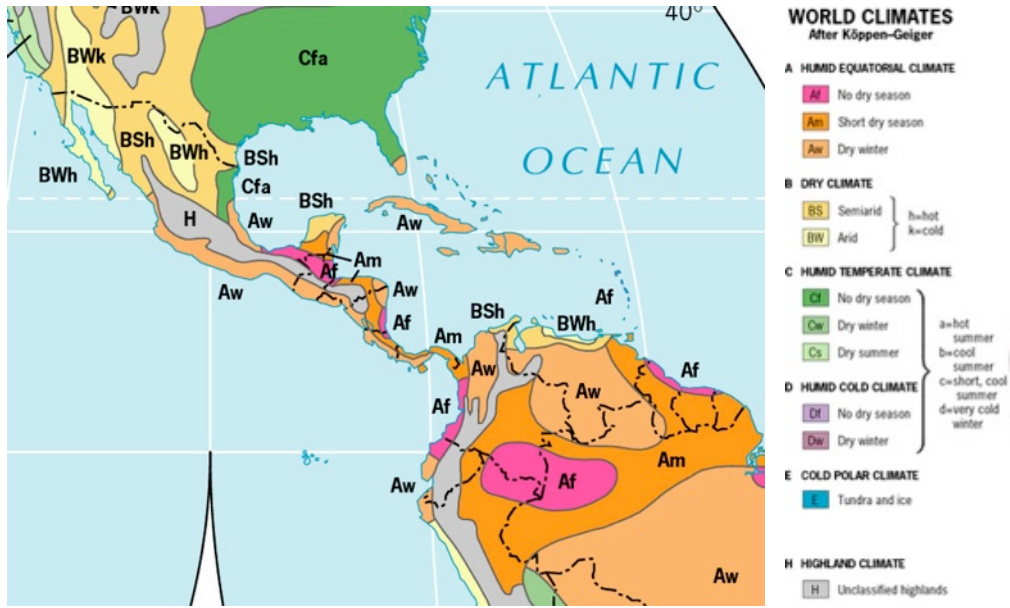 BWk
40°
BWk
Cfa
ATLANTIC
OCEAN
BSh
BWh
BSh
BWh
Cfa
BSh
H
Aw
Aw
Am
Af
Aw
Aw
Af
Af
BSh
BWh
Am
Aw
Af
Aw
Af
Am
Af
Aw
Aw
WORLD CLIMATES
After Köppen–Geiger
A HUMID EQUATORIAL CLIMATE
Af No dry season
Am Short dry season
Aw Dry winter
B DRY CLIMATE
BS Semiarid
BW Arid
h=hot
k=cold
C HUMID TEMPERATE CLIMATE
Cf No dry season
Cw Dry winter
Cs Dry summer
D HUMID COLD CLIMATE
Df No dry season
Dw Dry winter
a=hot
summer
b=cool
summer
c=short, cool
summer
d=very cold
winter
E COLD POLAR CLIMATE
E Tundra and ice
H HIGHLAND CLIMATE
H Unclassified highlands